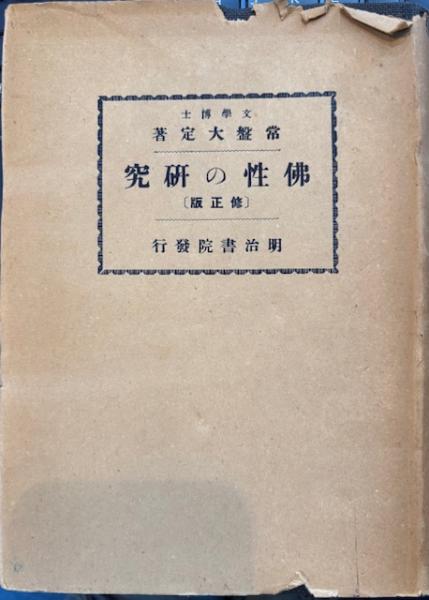 文學博士
常盤大定著
佛性の研究
〔修正版〕
明治書院發行